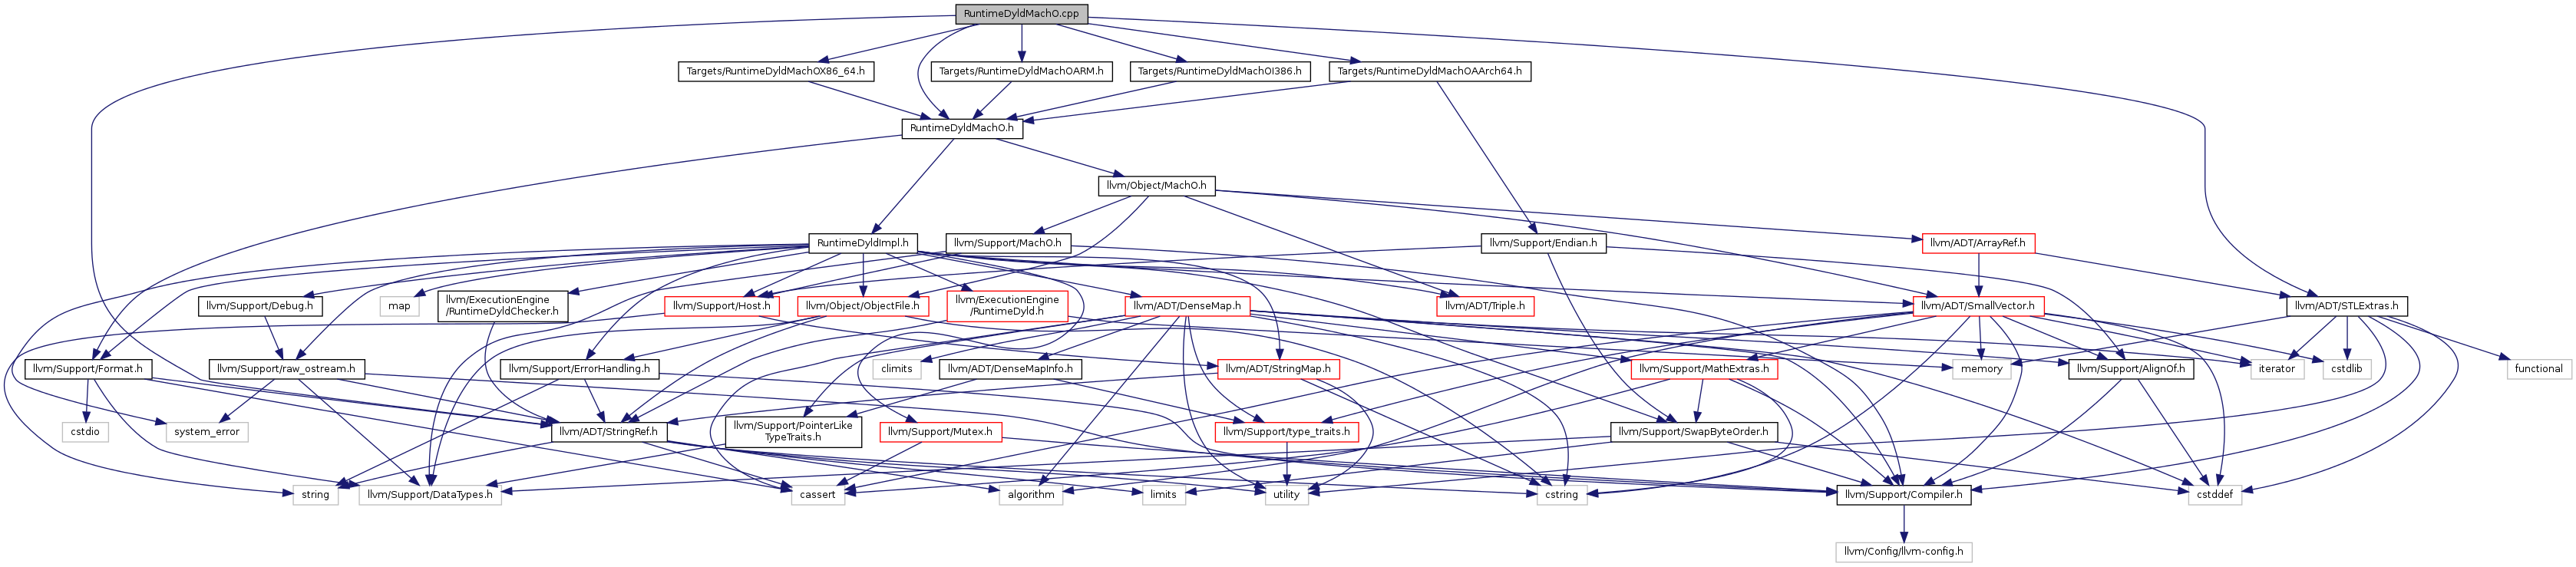 RuntimeDyldMachO.cpp
Targets/RuntimeDyldMachOX86_64.h
Targets/RuntimeDyldMachOARM.h
Targets/RuntimeDyldMachOI386.h
Targets/RuntimeDyldMachOAArch64.h
RuntimeDyldMachO.h
llvm/Object/MachO.h
RuntimeDyldImpl.h
llvm/Support/MachO.h
llvm/Support/Endian.h
llvm/ADT/ArrayRef.h
llvm/Support/Debug.h
map
llvm/ExecutionEngine
/RuntimeDyldChecker.h
llvm/Support/Host.h
llvm/Object/ObjectFile.h
llvm/ExecutionEngine
/RuntimeDyld.h
llvm/ADT/DenseMap.h
llvm/ADT/Triple.h
llvm/ADT/SmallVector.h
llvm/ADT/STLExtras.h
llvm/Support/Format.h
llvm/Support/raw_ostream.h
llvm/Support/ErrorHandling.h
climits
llvm/ADT/DenseMapInfo.h
llvm/ADT/StringMap.h
llvm/Support/MathExtras.h
memory
llvm/Support/AlignOf.h
iterator
cstdlib
functional
cstdio
system_error
llvm/ADT/StringRef.h
llvm/Support/PointerLike
TypeTraits.h
llvm/Support/Mutex.h
llvm/Support/type_traits.h
llvm/Support/SwapByteOrder.h
string
llvm/Support/DataTypes.h
cassert
algorithm
limits
utility
cstring
llvm/Support/Compiler.h
cstddef
llvm/Config/llvm-config.h